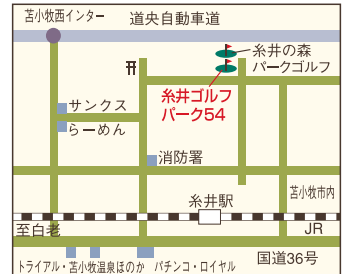 苫小牧西インター
道央自動車道
糸井の森
パークゴルフ
糸井ゴルフ
パーク54
サンクス
らーめん
消防署
糸井駅
苫小牧市内
至白老
JR
国道36号
トライアル・苫小牧温泉ほのか パチンコ・ロイヤル